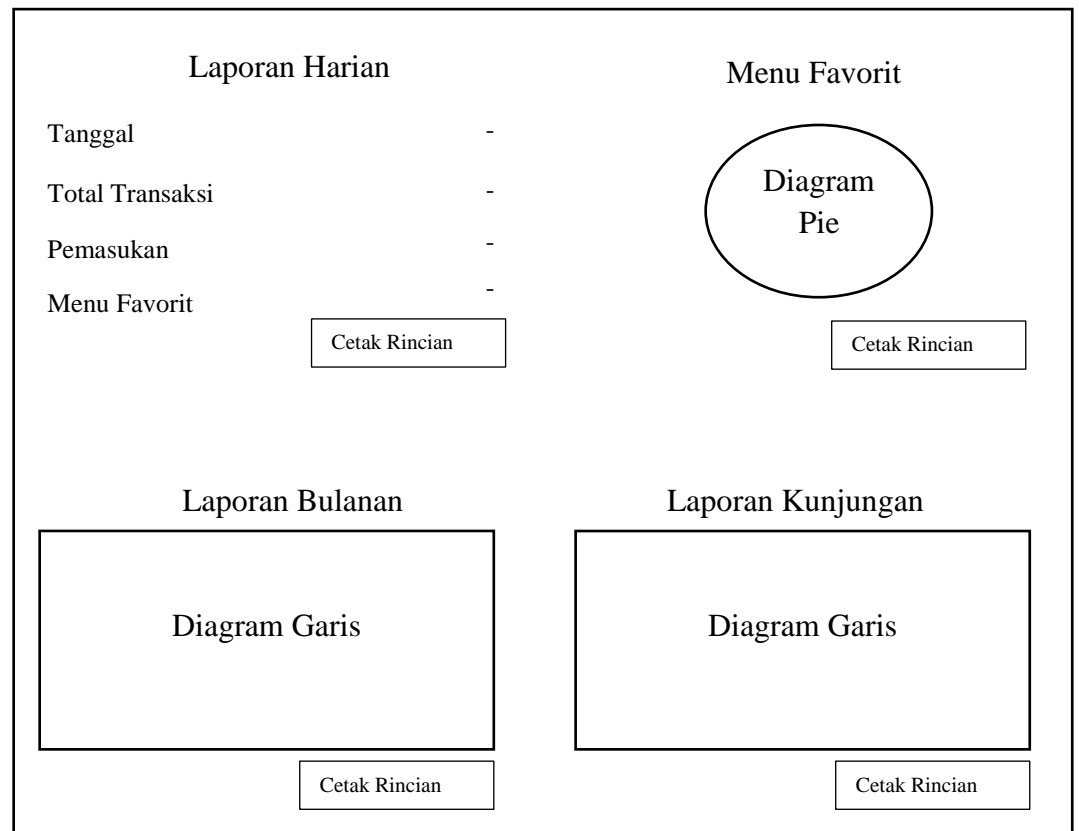 Laporan Harian
Tanggal -
Total Transaksi -
Pemasukan -
Menu Favorit -
Cetak Rincian
Menu Favorit
Diagram
Pie
Cetak Rincian
Laporan Bulanan
Diagram Garis
Cetak Rincian
Laporan Kunjungan
Diagram Garis
Cetak Rincian